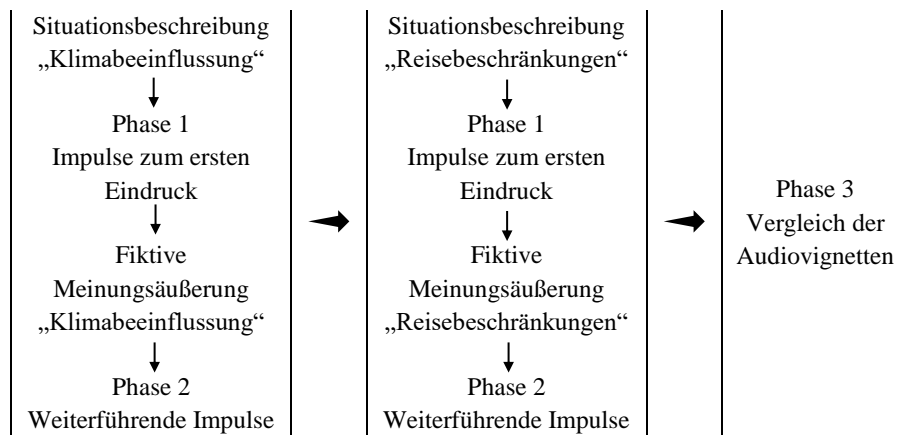 Situationsbeschreibung
„Klimabeeinflussung“
Phase 1
Impulse zum ersten
Eindruck
Fiktive
Meinungsäußerung
„Klimabeeinflussung“
Phase 2
Weiterführende Impulse
Situationsbeschreibung
„Reisebeschränkungen“
Phase 1
Impulse zum ersten
Eindruck
Fiktive
Meinungsäußerung
„Reisebeschränkungen“
Phase 2
Weiterführende Impulse
Phase 3
Vergleich der
Audiovignetten